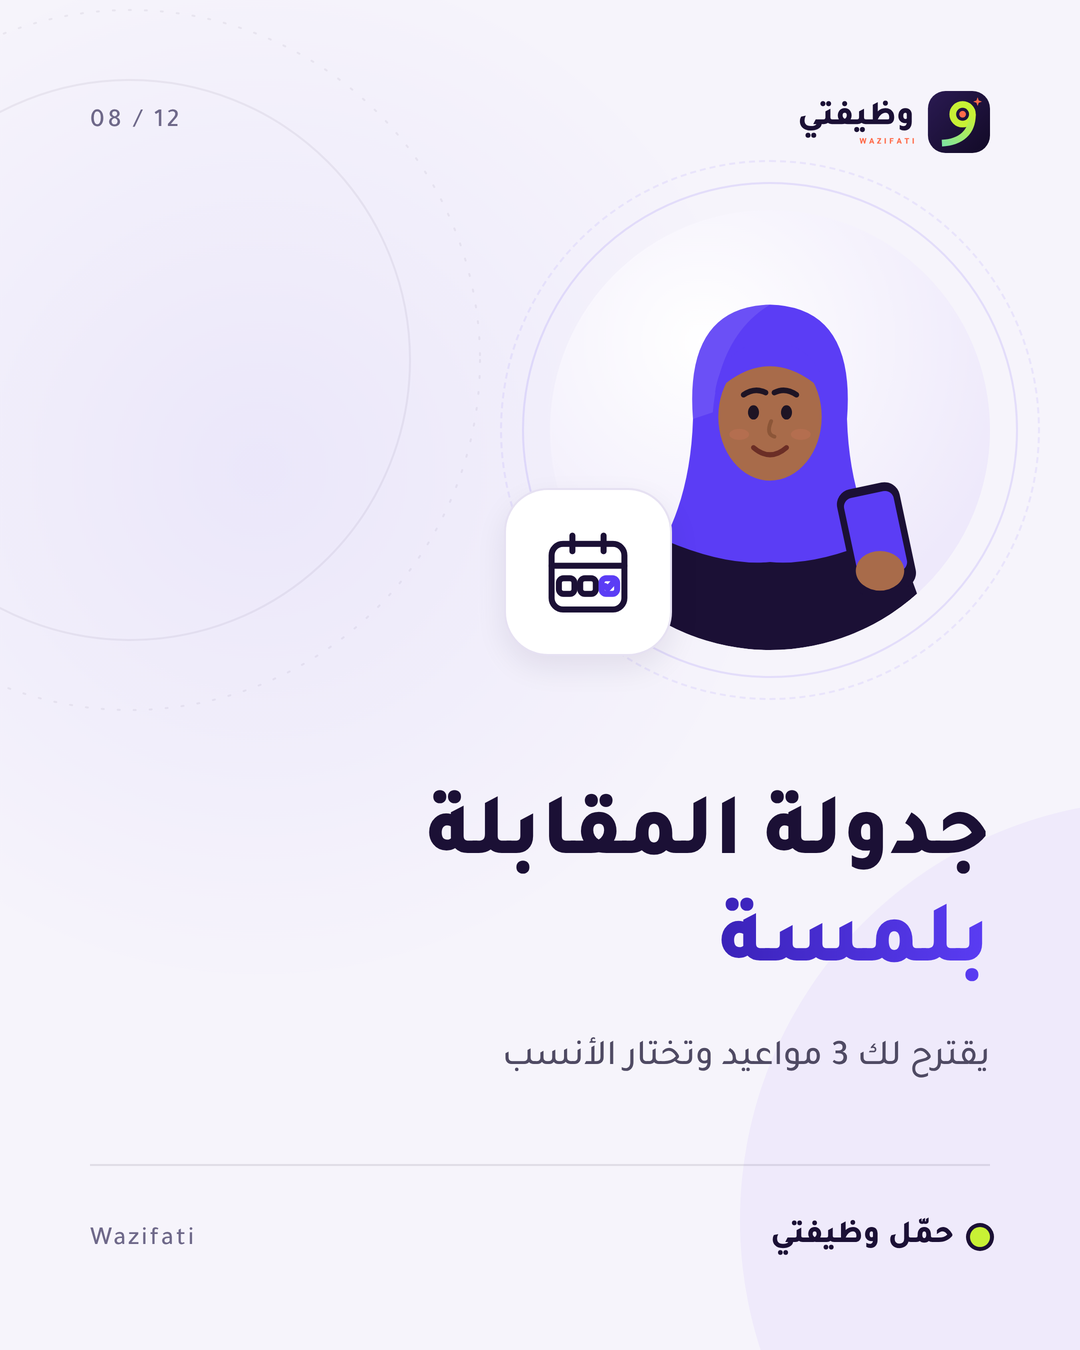 وظيفتي
WAZIFATI
08 / 12
جدولة المقابلة
بلمسة
يقترح لك 3 مواعيد وتختار الأنسب
حمّل وظيفتي
Wazifati